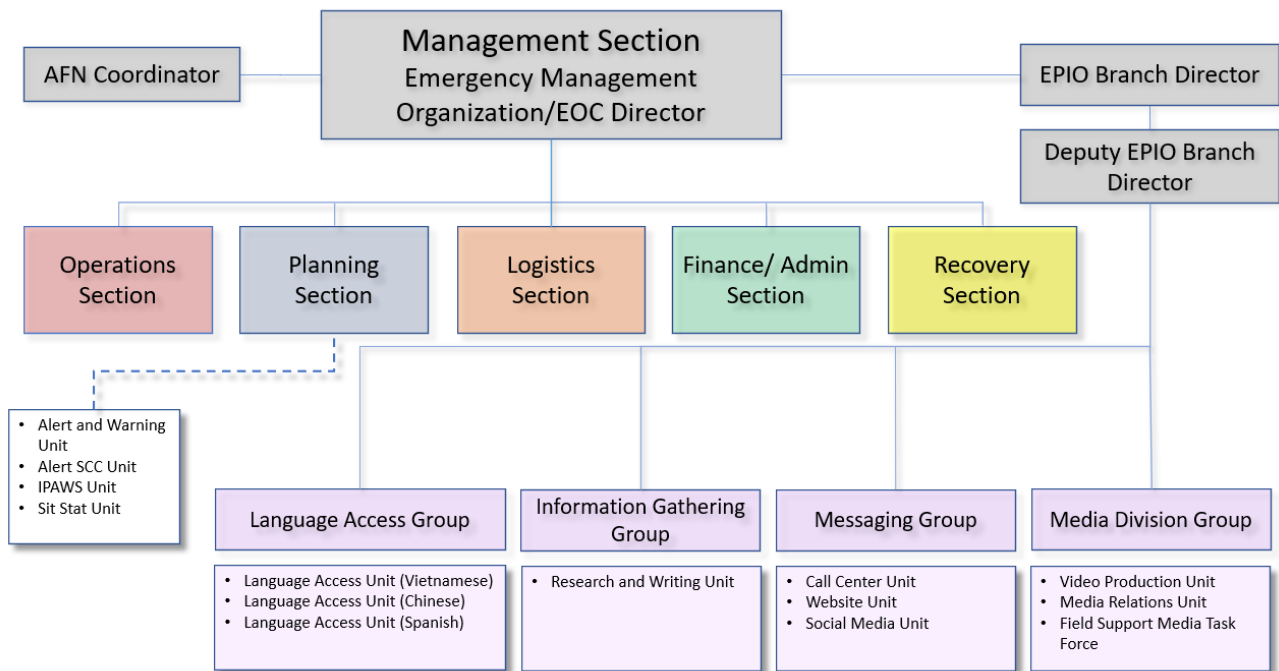 Management Section
Emergency Management
Organization/EOC Director
AFN Coordinator
EPIO Branch Director
Deputy EPIO Branch
Director
Operations
Section
Planning
Section
Logistics
Section
Finance/ Admin
Section
Recovery
Section
• Alert and Warning
Unit
• Alert SCC Unit
• IPAWS Unit
• Sit Stat Unit
Language Access Group
• Language Access Unit (Vietnamese)
• Language Access Unit (Chinese)
• Language Access Unit (Spanish)
Information Gathering
Group
• Research and Writing Unit
Messaging Group
• Call Center Unit
• Website Unit
• Social Media Unit
Media Division Group
• Video Production Unit
• Media Relations Unit
• Field Support Media Task
Force